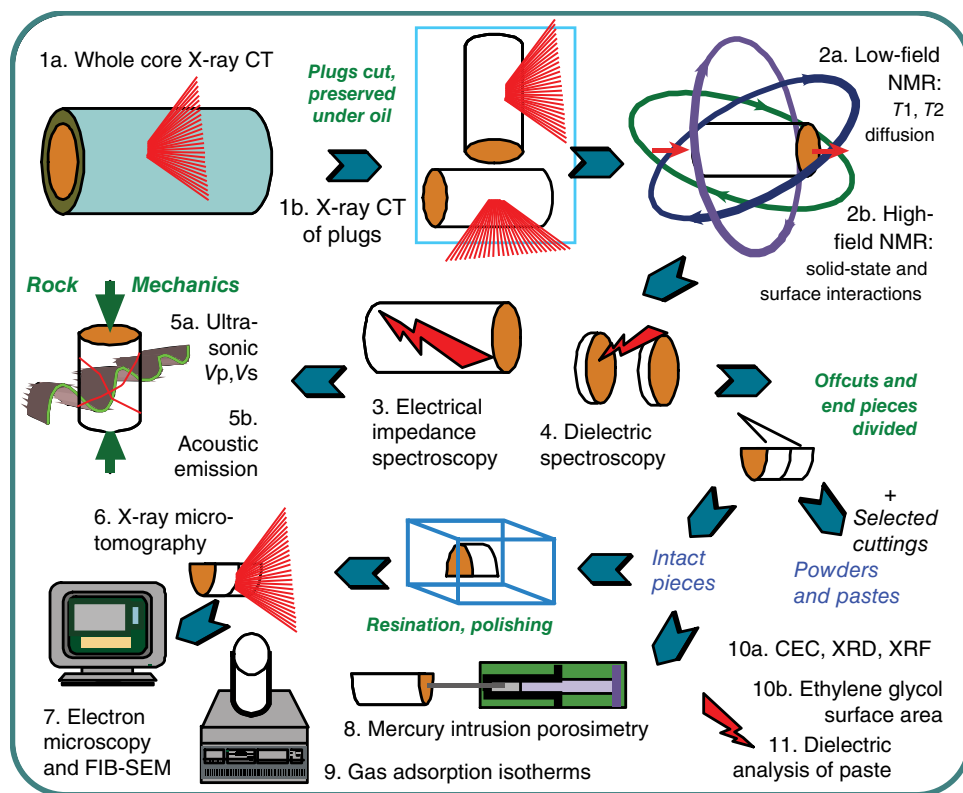 1a. Whole core X-ray CT
Plugs cut,
preserved
under oil
1b. X-ray CT
of plugs
2a. Low-field
NMR:
T1, T2
diffusion
2b. High-
field NMR:
solid-state and
surface interactions
Rock Mechanics
5a. Ultra-
sonic
Vp,Vs
5b.
Acoustic
emission
3. Electrical
impedance
spectroscopy
4. Dielectric
spectroscopy
Offcuts and
end pieces
divided
+
Selected
cuttings
Intact
pieces
Powders
and pastes
6. X-ray micro-
tomography
Resination, polishing
7. Electron
microscopy
and FIB-SEM
8. Mercury intrusion porosimetry
9. Gas adsorption isotherms
10a. CEC, XRD, XRF
10b. Ethylene glycol
surface area
11. Dielectric
analysis of paste